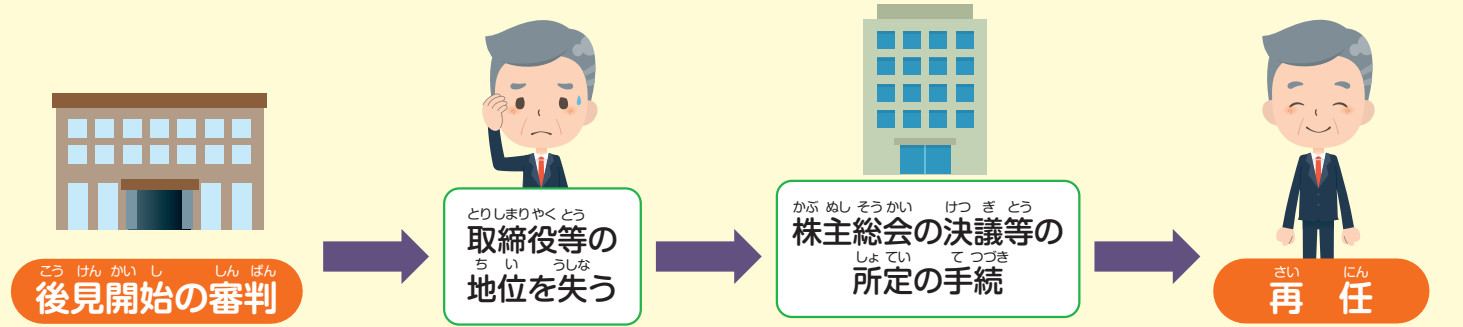 こうけんかいし しんぱん
後見開始の審判
とりしまりやくとう
取締役等の
ちい うしな
地位を失う
かぶぬしそうかい けつぎとう
株主総会の決議等の
しょてい てつづき
所定の手続
さい にん
再 任